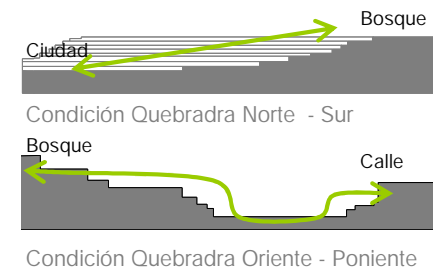 Bosque
Ciudad
Condición Quebradra Norte - Sur
Bosque
Calle
Condición Quebradra Oriente - Poniente